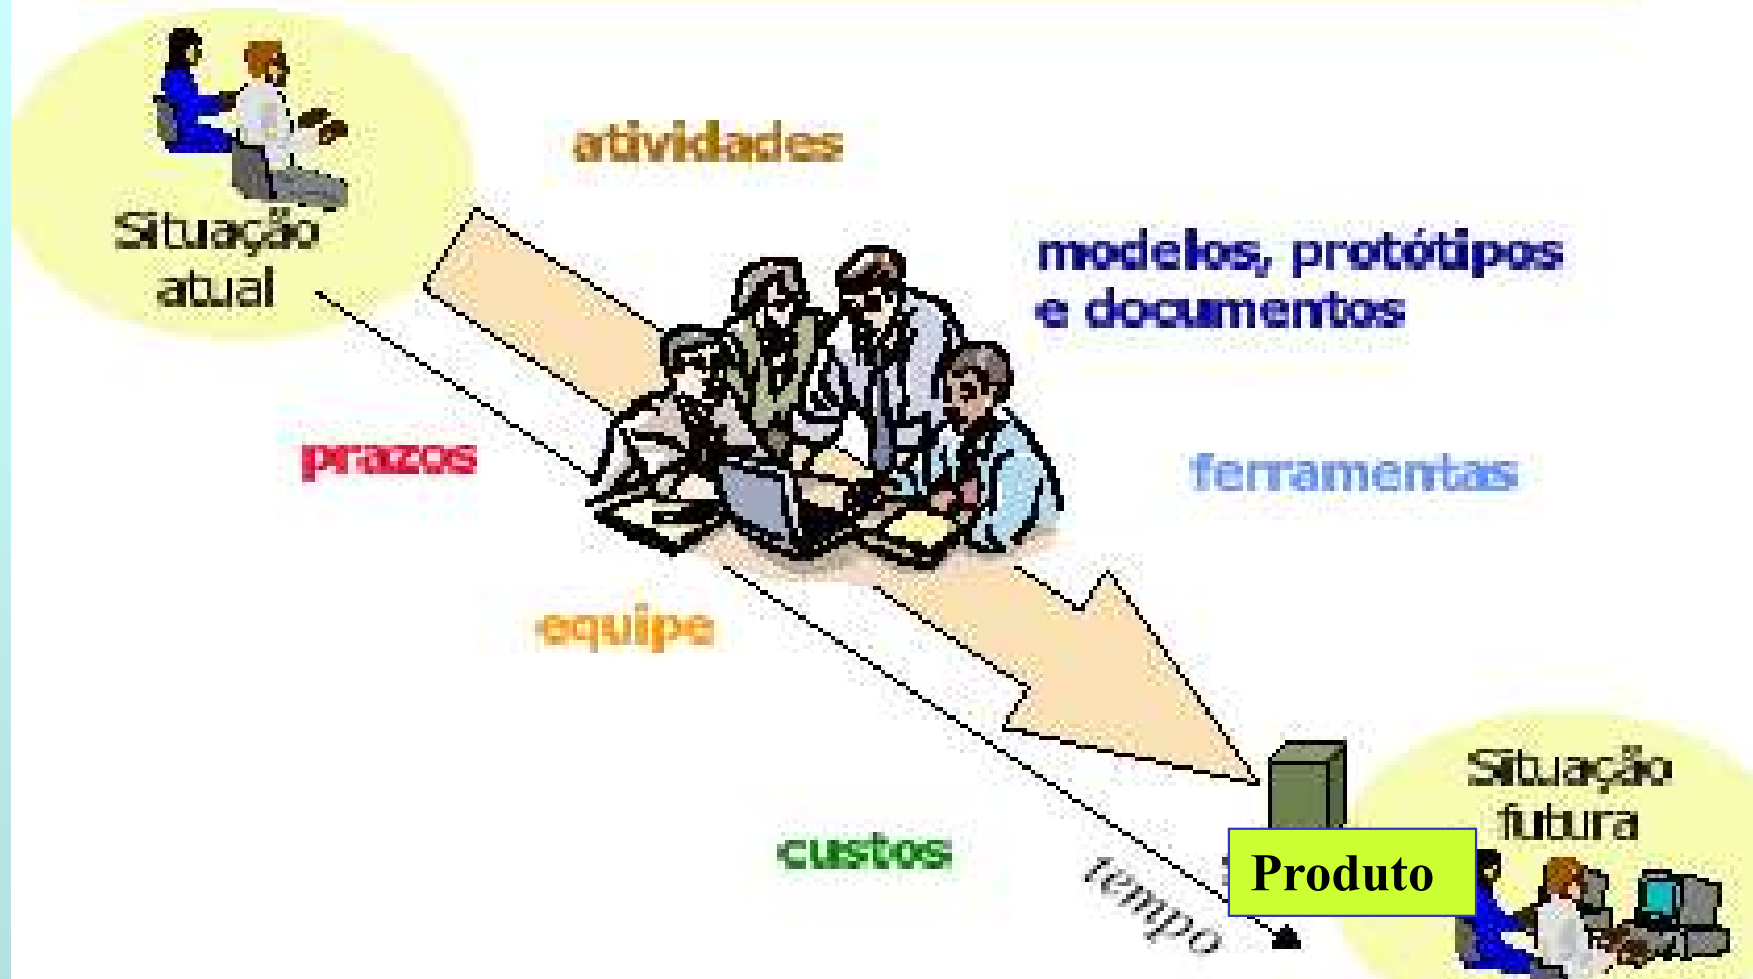 Situação
atual
atividades
modelos, protótipos
e documentos
prazos
ferramentas
equipe
custos
tempo
Produto
Situação
futura